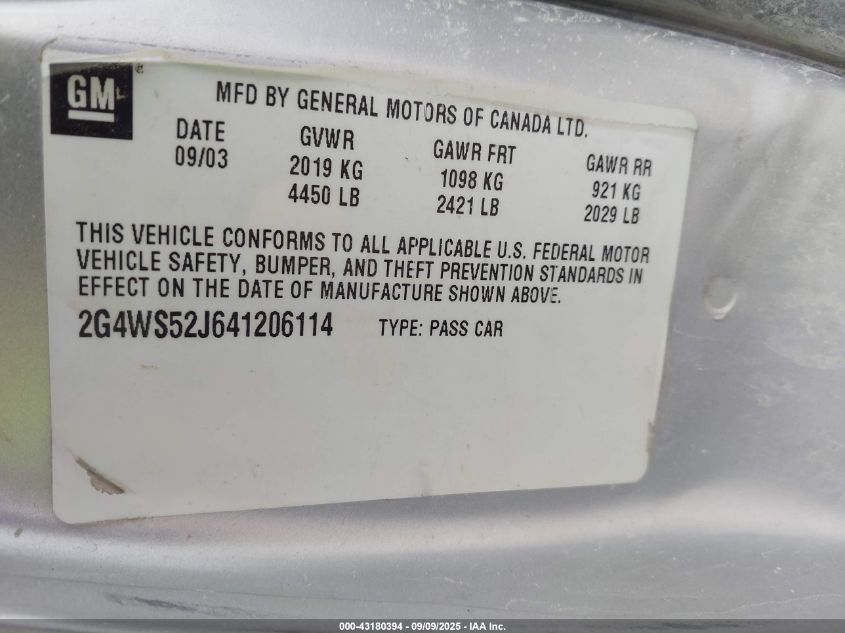 GM
MFD BY GENERAL MOTORS OF CANADA LTD.
DATE GVWR GAWR FRT GAWR RR
09/03 2019 KG 1098 KG 921 KG
4450 LB 2421 LB 2029 LB
THIS VEHICLE CONFORMS TO ALL APPLICABLE U.S. FEDERAL MOTOR
VEHICLE SAFETY, BUMPER, AND THEFT PREVENTION STANDARDS IN
EFFECT ON THE DATE OF MANUFACTURE SHOWN ABOVE.
2G4WS52J641206114 TYPE: PASS CAR
000-43180394 - 09/09/2025 - IAA Inc.